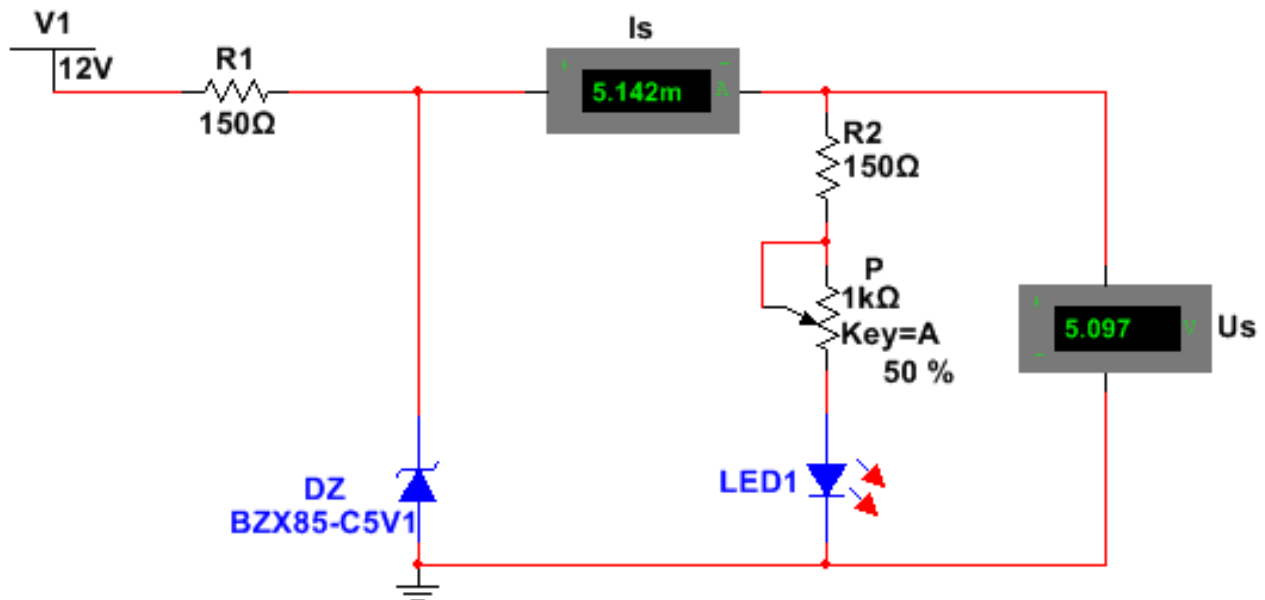 V1
12V
R1
150Ω
Is
+
−
5.142m
A
R2
150Ω
P
1kΩ
Key=A
50 %
+
5.097
V
−
Us
DZ
BZX85-C5V1
LED1